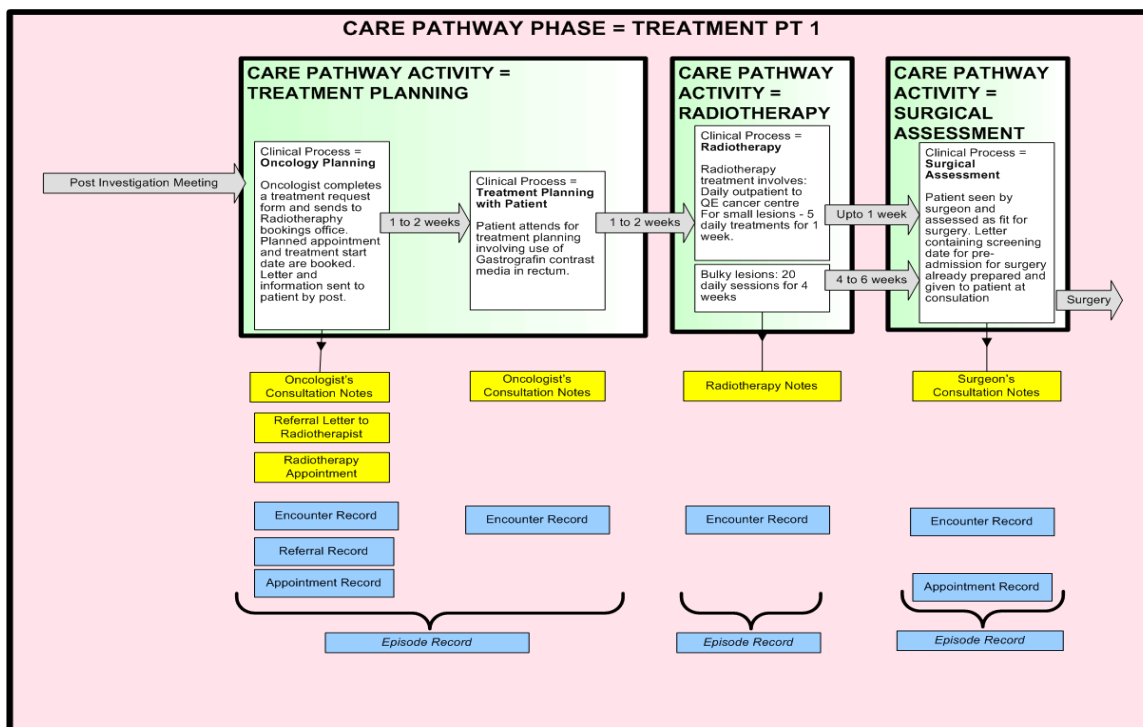 CARE PATHWAY PHASE = TREATMENT PT 1
Post Investigation Meeting
CARE PATHWAY ACTIVITY =
TREATMENT PLANNING
Clinical Process =
Oncology Planning
Oncologist completes
a treatment request
form and sends to
Radiotheraphy
bookings office.
Planned appointment
and treatment start
date are booked.
Letter and
information sent to
patient by post.
1 to 2 weeks
Clinical Process =
Treatment Planning
with Patient
Patient attends for
treatment planning
involving use of
Gastrografin contrast
media in rectum.
1 to 2 weeks
CARE PATHWAY
ACTIVITY =
RADIOTHERAPY
Clinical Process =
Radiotherapy
Radiotherapy
treatment involves:
Daily outpatient to
QE cancer centre
For small lesions - 5
daily treatments for 1
week.
Bulky lesions: 20
daily sessions for 4
weeks
Upto 1 week
4 to 6 weeks
CARE PATHWAY
ACTIVITY =
SURGICAL
ASSESSMENT
Clinical Process =
Surgical
Assessment
Patient seen by
surgeon and
assessed as fit for
surgery. Letter
containing screening
date for pre-
admission for surgery
already prepared and
given to patient at
consulation
Surgery
Oncologist's
Consultation Notes
Oncologist's
Consultation Notes
Radiotherapy Notes
Surgeon's
Consultation Notes
Referral Letter to
Radiotherapist
Radiotherapy
Appointment
Encounter Record
Encounter Record
Encounter Record
Encounter Record
Referral Record
Appointment Record
Appointment Record
Episode Record
Episode Record
Episode Record